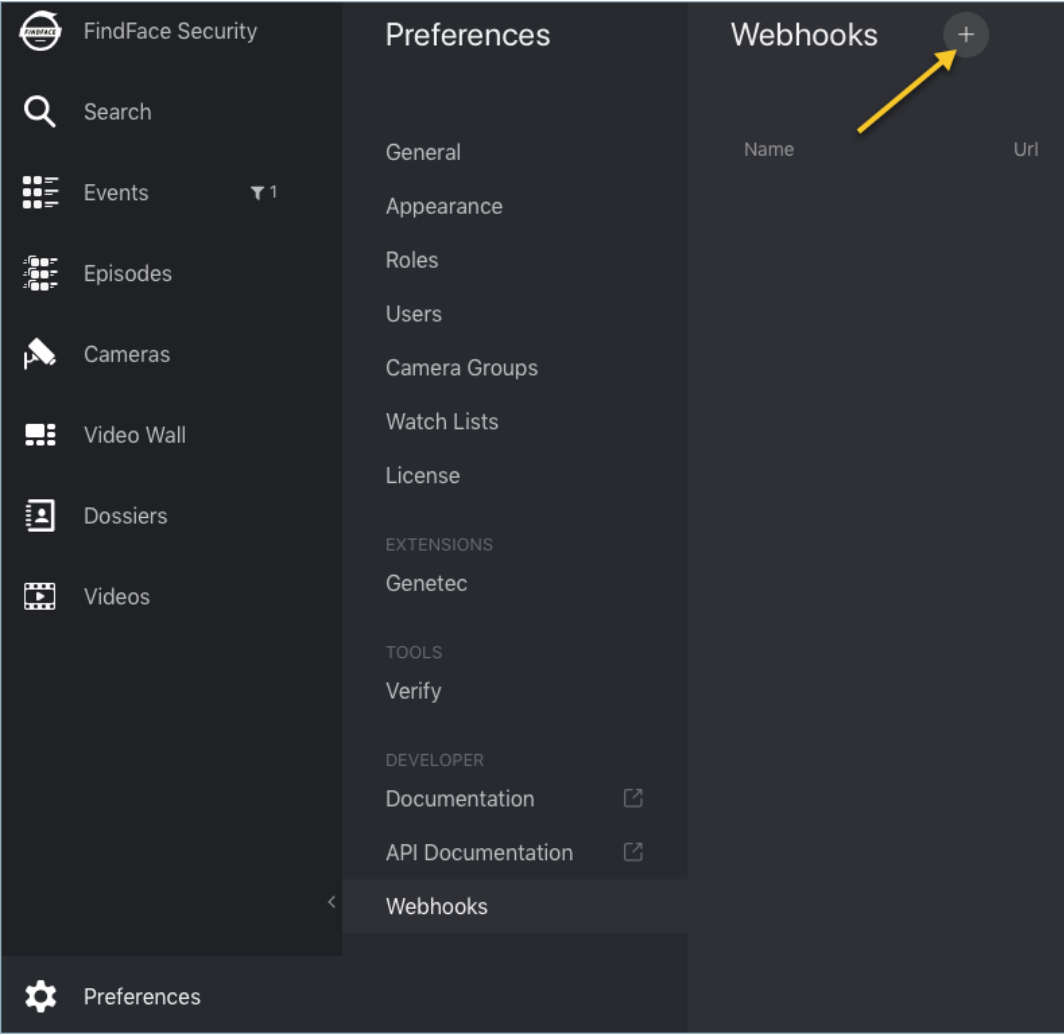 FINDFACE
FindFace Security
Search
Events 1
Episodes
Cameras
Video Wall
Dossiers
Videos
Preferences
Preferences
General
Appearance
Roles
Users
Camera Groups
Watch Lists
License
EXTENSIONS
Genetec
TOOLS
Verify
DEVELOPER
Documentation
API Documentation
Webhooks
Webhooks +
Name Url